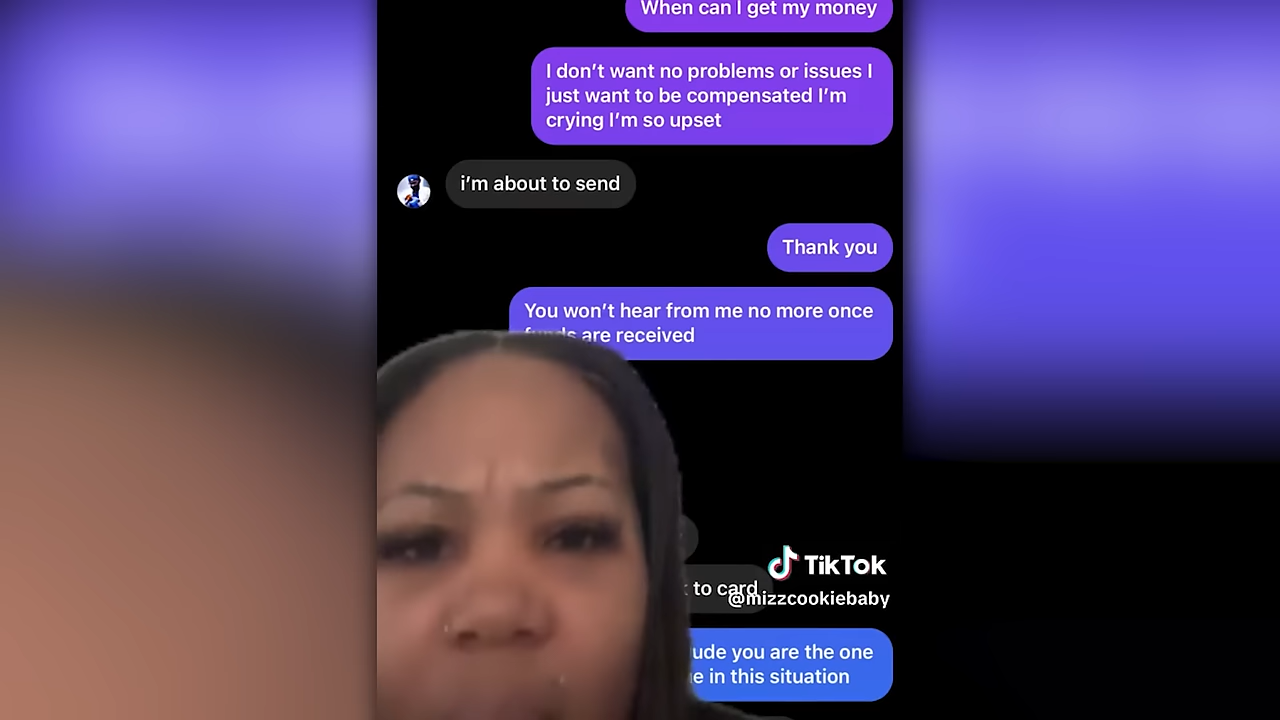 When can I get my money
I don't want no problems or issues I
just want to be compensated I'm
crying I'm so upset
i'm about to send
Thank you
You won't hear from me no more once
are received
to card
TikTok
@mizzcookiebaby
you are the one
in this situation